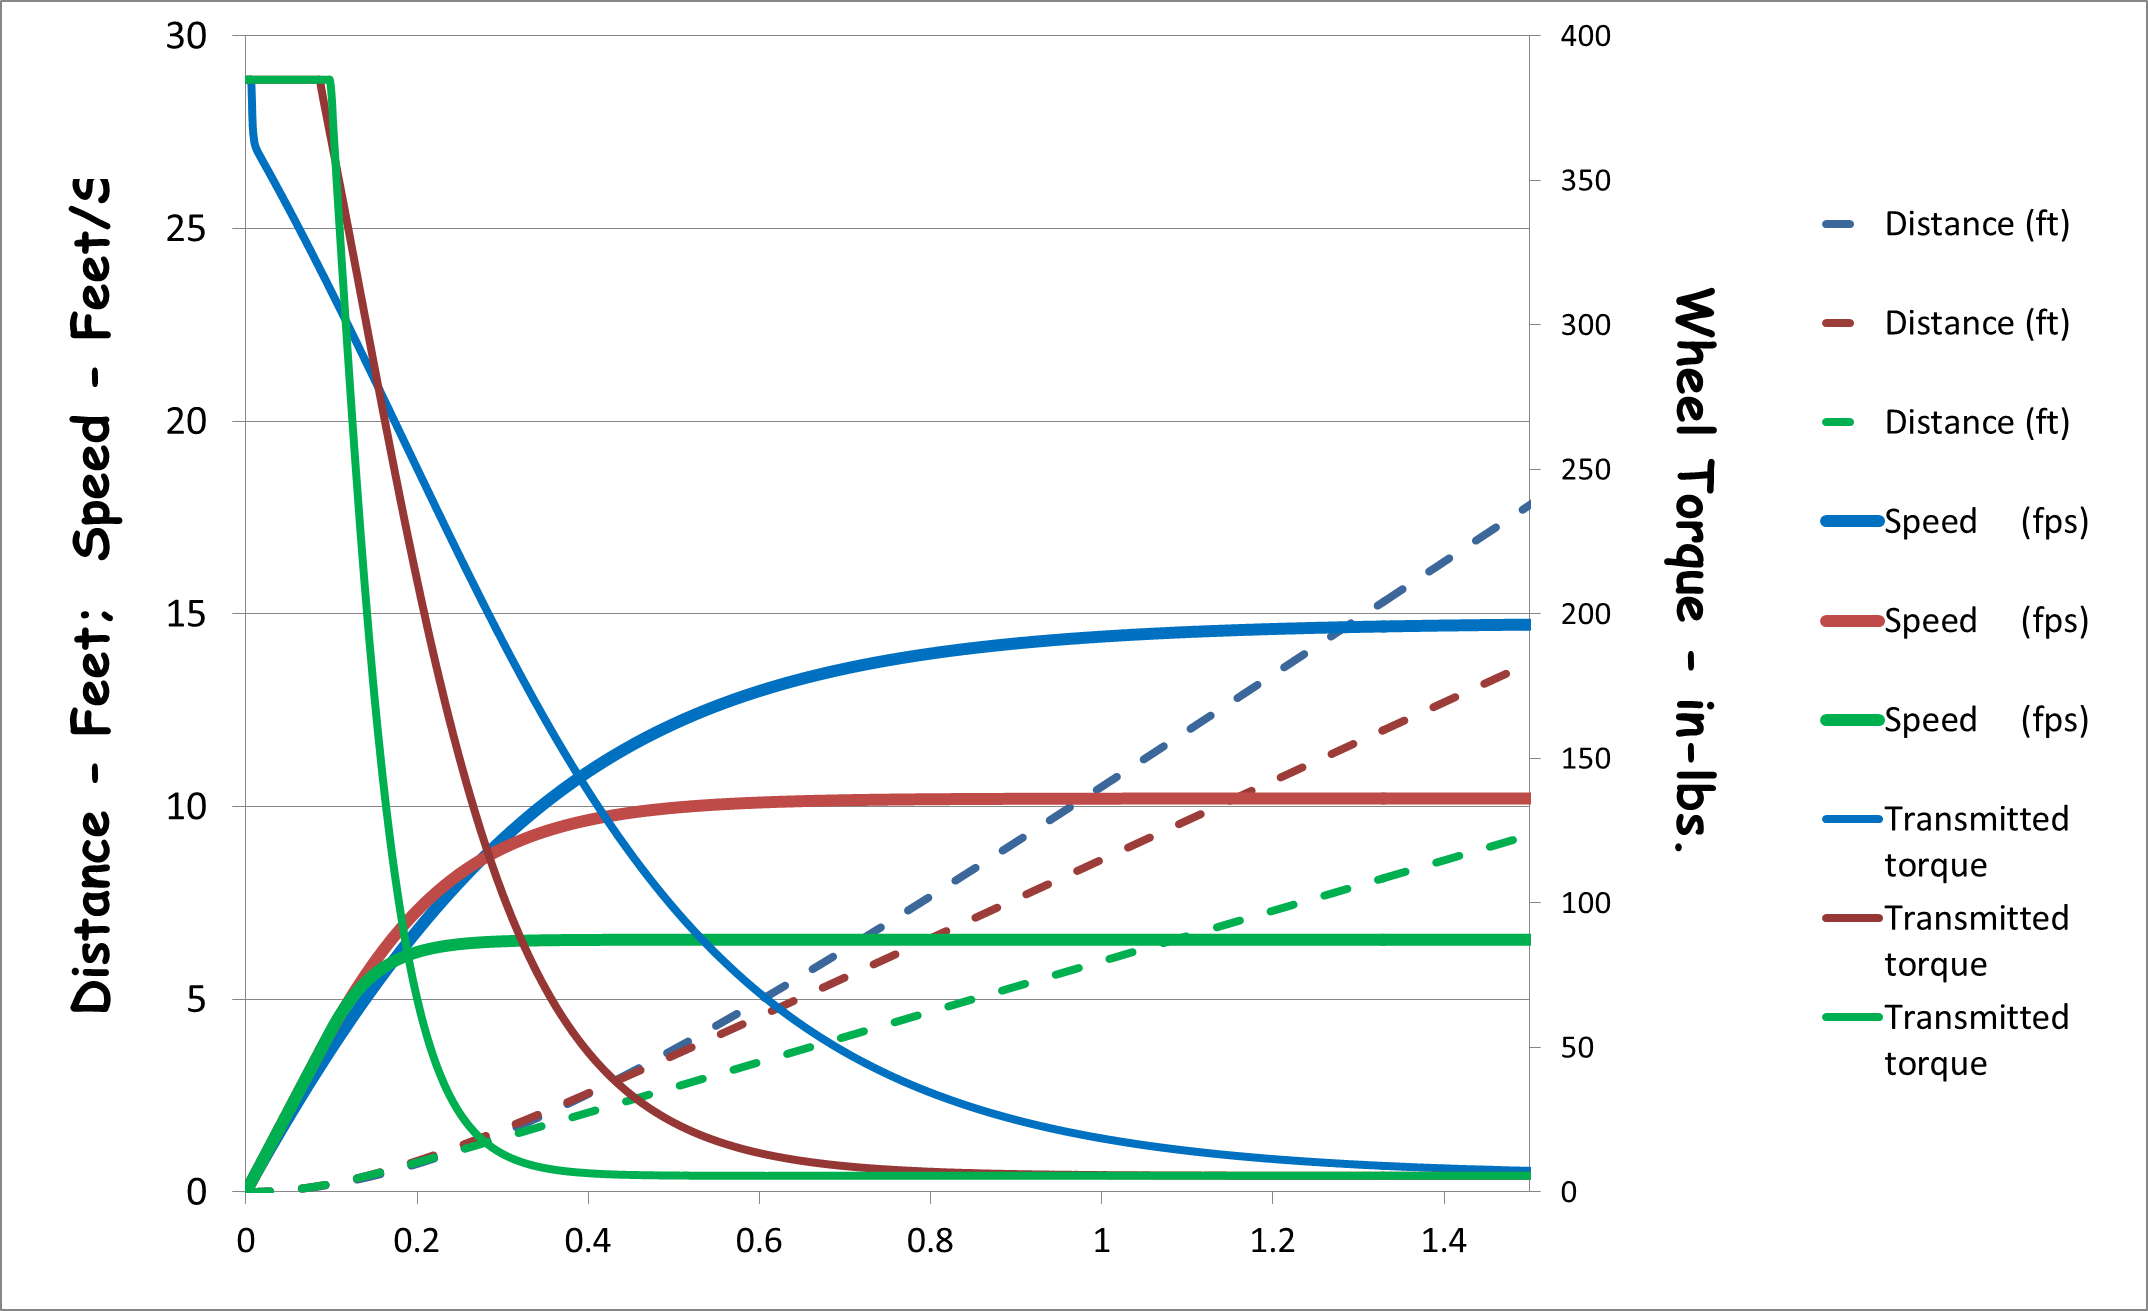 Distance - Feet; Speed - Feet/s
30
25
20
15
10
5
0
0
0.2
0.4
0.6
0.8
1
1.2
1.4
400
350
300
250
200
150
100
50
0
Wheel Torque - in-lbs.
Distance (ft)
Distance (ft)
Distance (ft)
Speed (fps)
Speed (fps)
Speed (fps)
Transmitted
torque
Transmitted
torque
Transmitted
torque